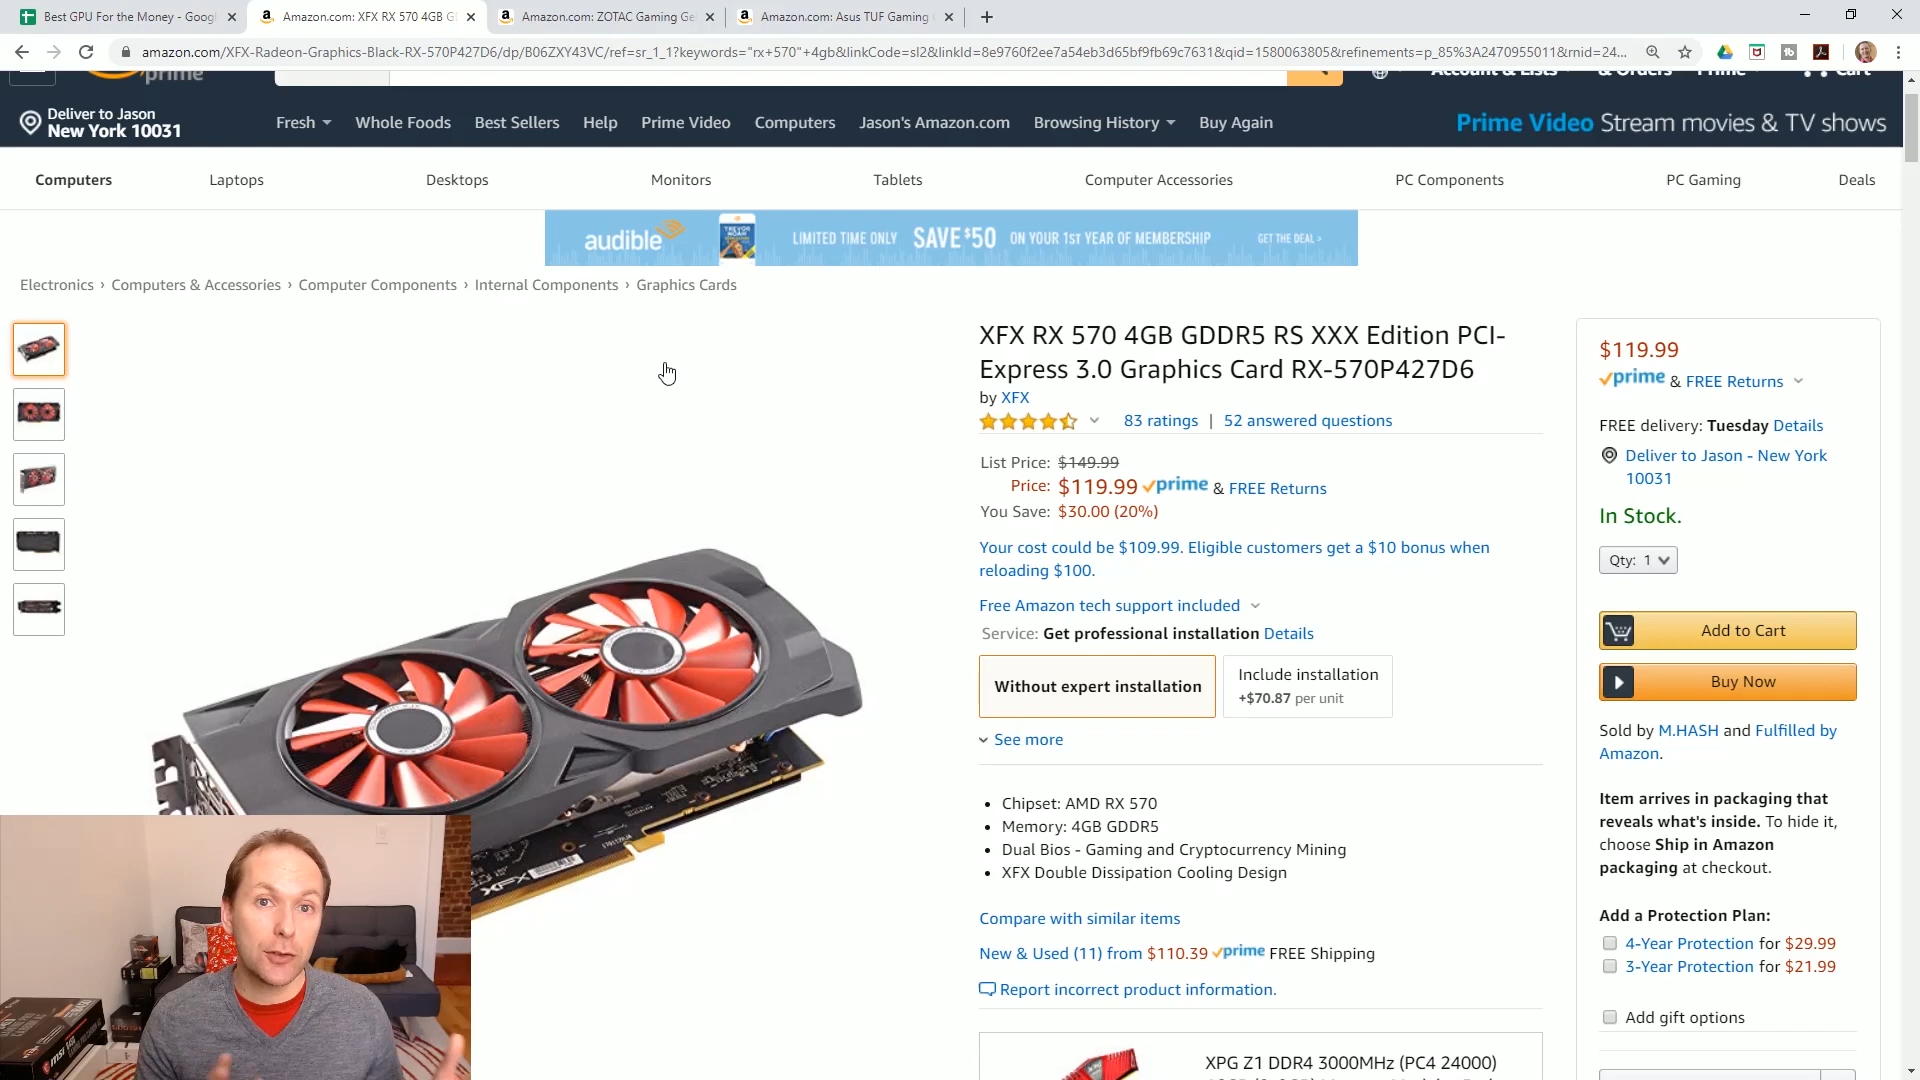 Best GPU For the Money - Googl
Amazon.com: XFX RX 570 4GB GD
Amazon.com: ZOTAC Gaming Ge
Amazon.com: Asus TUF Gaming
amazon.com/XFX-Radeon-Graphics-Black-RX-570P427D6/dp/B06ZXY43VC/ref=sr_1_1?keywords="rx+570"+4gb&linkCode=sl2&linkId=8e9760f2ee7a54eb3d65bf9fb69c7631&qid=1580063805&refinements=p_85%3A2470955011&rnid=24...
prime
Account & Lists
& Orders
Prime
Cart
Deliver to Jason
New York 10031
Fresh
Whole Foods
Best Sellers
Help
Prime Video
Computers
Jason's Amazon.com
Browsing History
Buy Again
Prime Video Stream movies & TV shows
Computers
Laptops
Desktops
Monitors
Tablets
Computer Accessories
PC Components
PC Gaming
Deals
audible
TREVOR NOAH
LIMITED TIME ONLY SAVE $50 ON YOUR 1ST YEAR OF MEMBERSHIP
GET THE DEAL >
Electronics › Computers & Accessories › Computer Components › Internal Components › Graphics Cards
XFX RX 570 4GB GDDR5 RS XXX Edition PCI-
Express 3.0 Graphics Card RX-570P427D6
by XFX
83 ratings | 52 answered questions
List Price: $149.99
Price: $119.99 prime & FREE Returns
You Save: $30.00 (20%)
Your cost could be $109.99. Eligible customers get a $10 bonus when
reloading $100.
Free Amazon tech support included
Service: Get professional installation Details
Without expert installation
Include installation
+$70.87 per unit
See more
Chipset: AMD RX 570
Memory: 4GB GDDR5
Dual Bios - Gaming and Cryptocurrency Mining
XFX Double Dissipation Cooling Design
Compare with similar items
New & Used (11) from $110.39 prime FREE Shipping
Report incorrect product information.
XPG Z1 DDR4 3000MHz (PC4 24000)
$119.99
prime & FREE Returns
FREE delivery: Tuesday Details
Deliver to Jason - New York
10031
In Stock.
Qty: 1
Add to Cart
Buy Now
Sold by M.HASH and Fulfilled by
Amazon.
Item arrives in packaging that
reveals what's inside. To hide it,
choose Ship in Amazon
packaging at checkout.
Add a Protection Plan:
4-Year Protection for $29.99
3-Year Protection for $21.99
Add gift options
XFX
msi